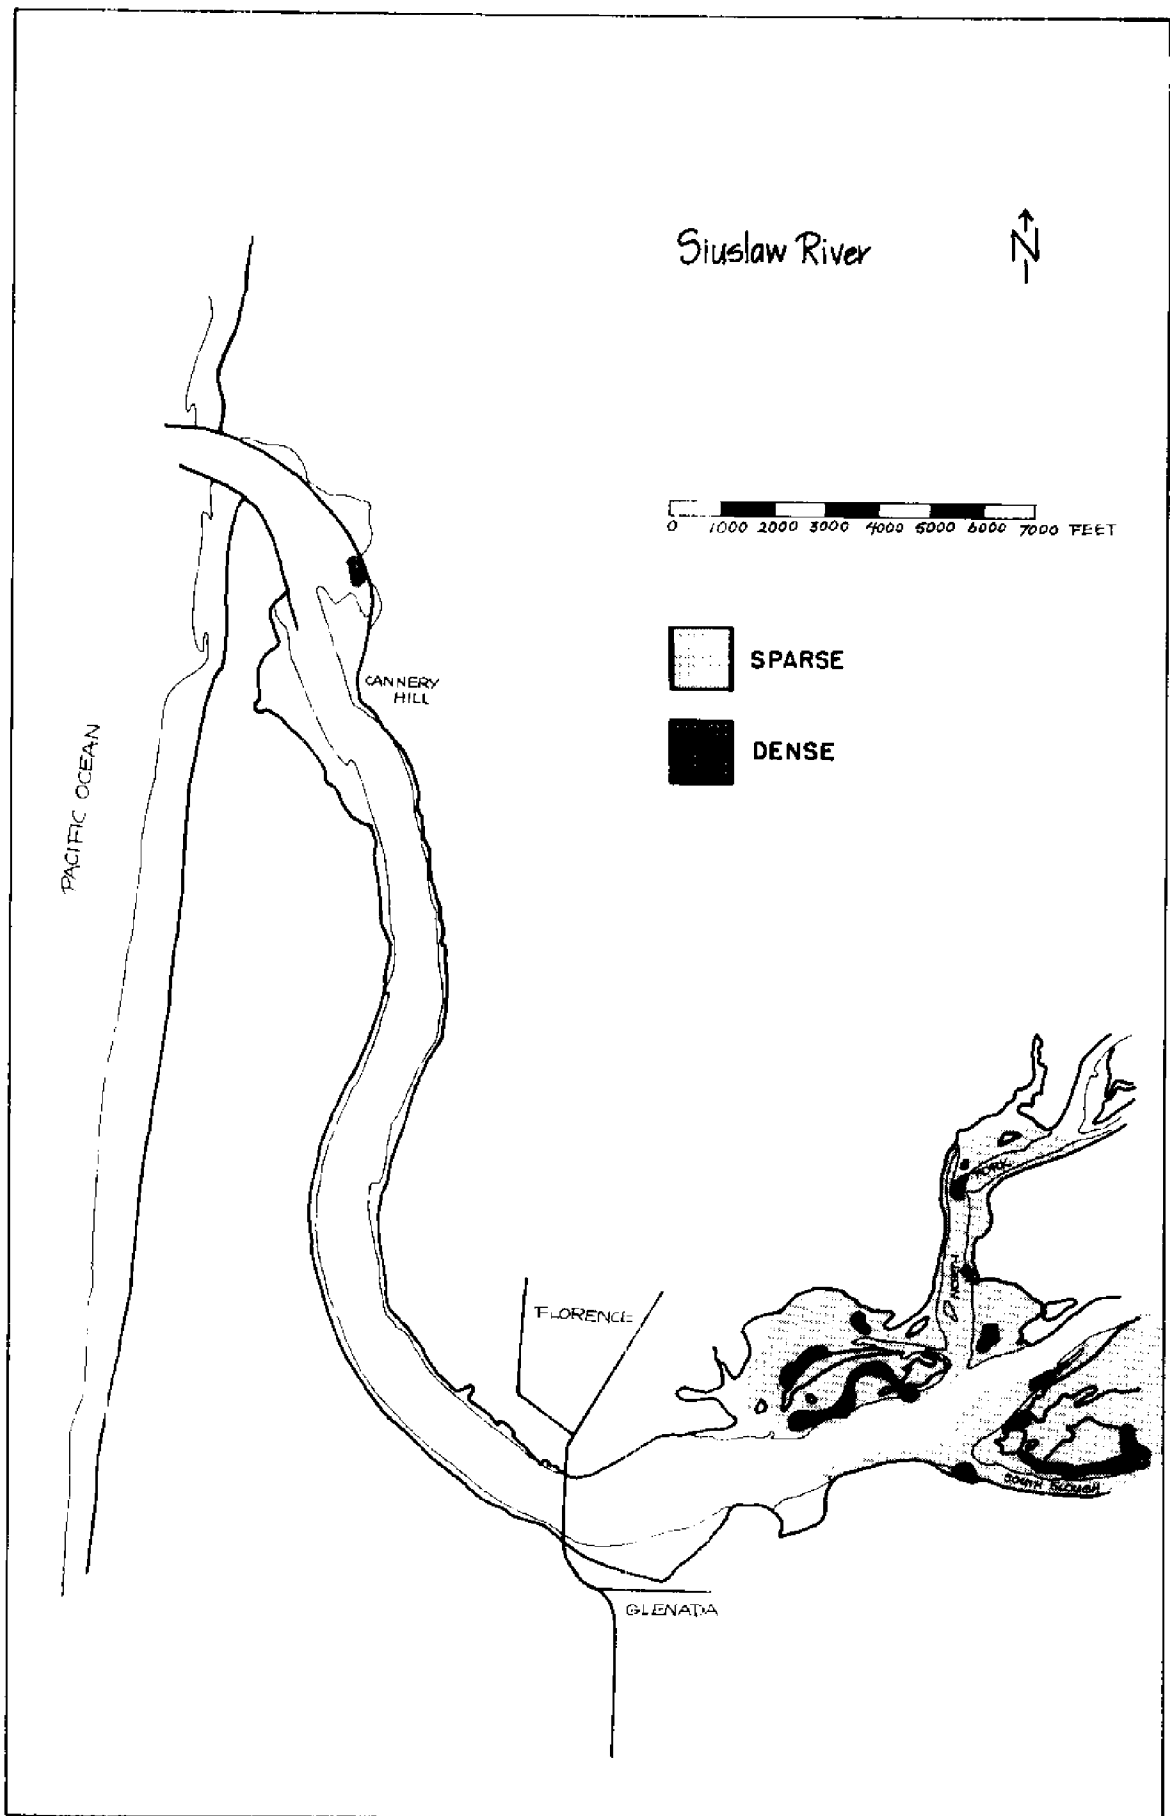 Siuslaw River
N
0 1000 2000 3000 4000 5000 6000 7000 FEET
SPARSE
DENSE
CANNERY
HILL
PACIFIC OCEAN
FORK
NORTH
FLORENCE
SOUTH SLOUGH
GLENADA